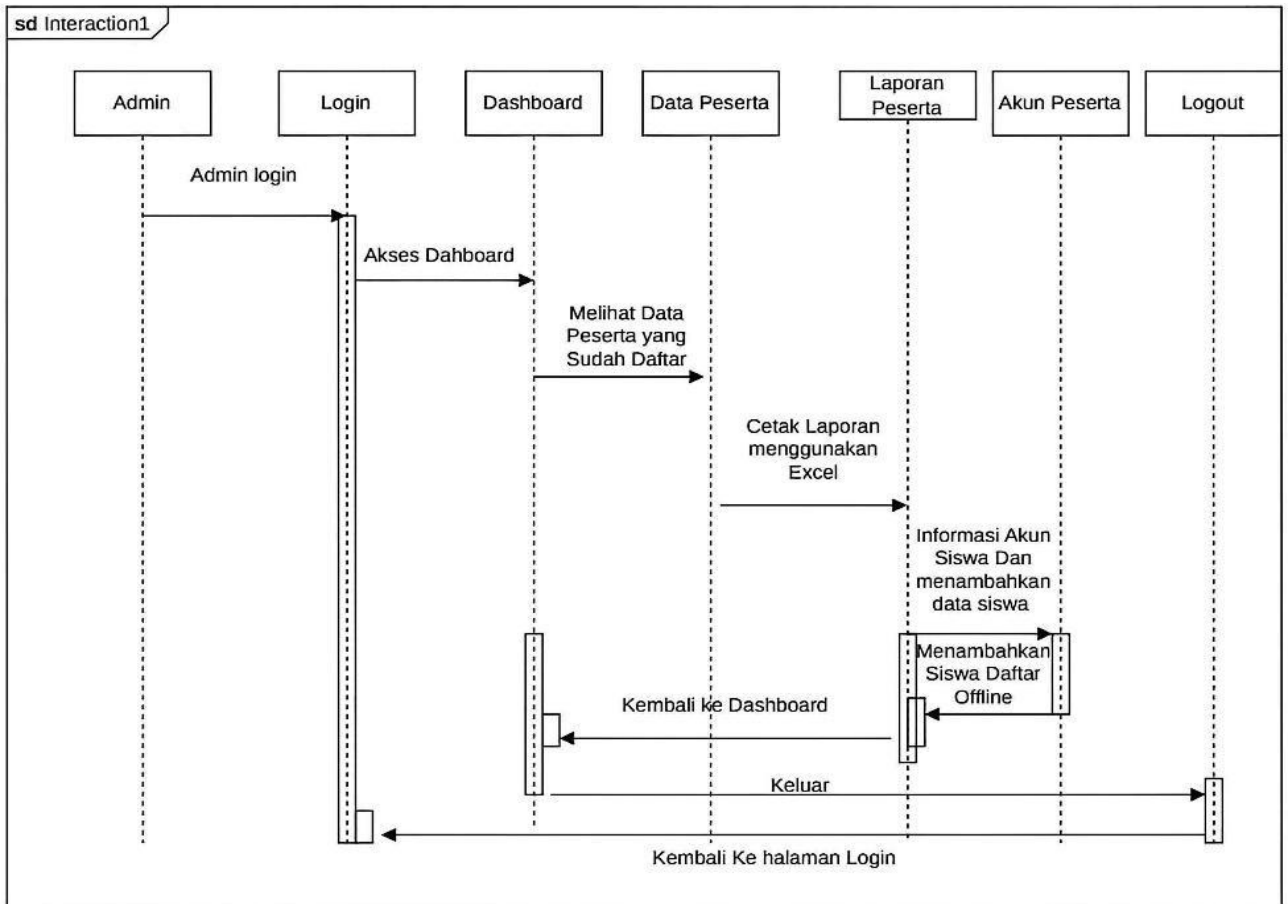 sd Interaction1
Admin
Login
Dashboard
Data Peserta
Laporan
Peserta
Akun Peserta
Logout
Admin login
Akses Dahboard
Melihat Data
Peserta yang
Sudah Daftar
Cetak Laporan
menggunakan
Excel
Informasi Akun
Siswa Dan
menambahkan
data siswa
Menambahkan
Siswa Daftar
Offline
Kembali ke Dashboard
Keluar
Kembali Ke halaman Login